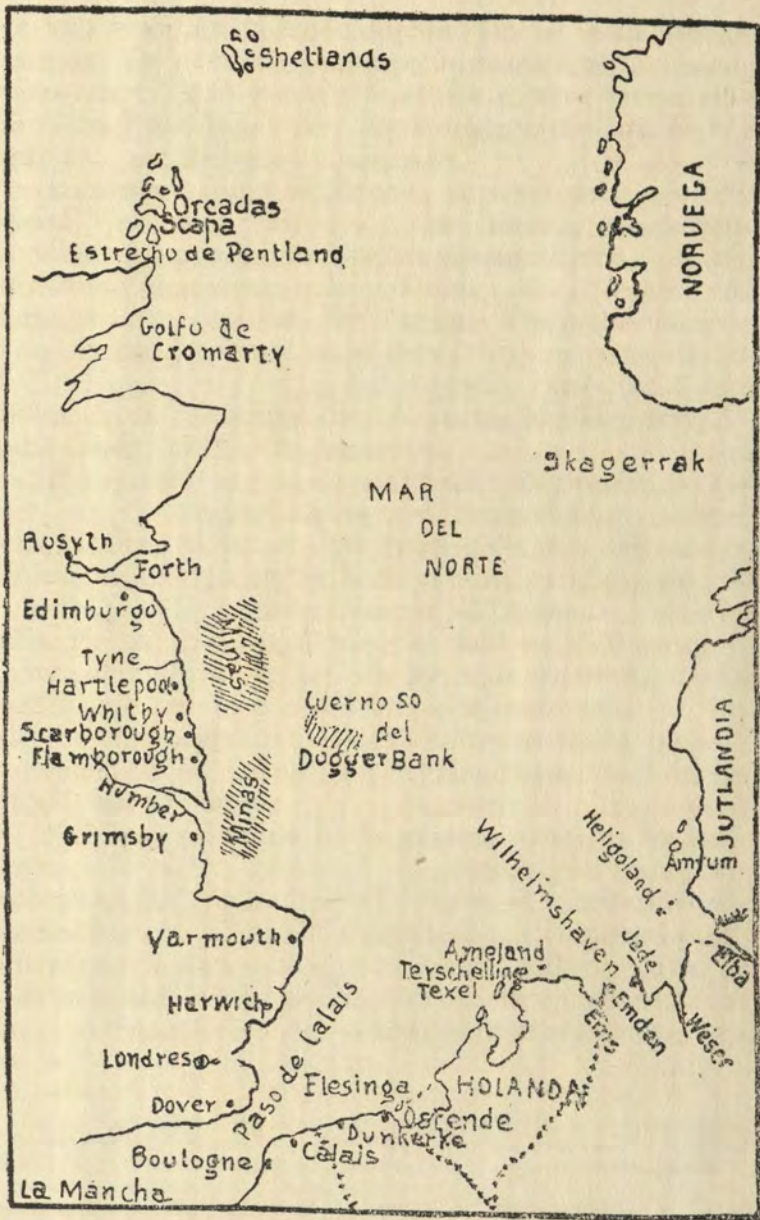 Shetlands
Orcadas
Scapa
Estrecho de Pentland
Golfo de
Cromarty
NORUEGA
Skagerrak
MAR
DEL
NORTE
Rosyth
Forth
Edimburgo
Tyne
Hartlepool
Whitby
Scarborough
Flamborough
Humber
Grimsby
Minas
Cuerno SO
del
Dogger Bank
JUTLANDIA
Amrum
Heligoland
Wilhelmshaven
Jade
Elba
Weser
Emden
Ems
Ameland
Terschelling
Texel
Yarmouth
Harwich
Londres
Dover
Paso de Calais
Flesinga
HOLANDA
Ostende
Dunkerke
Calais
Boulogne
La Mancha